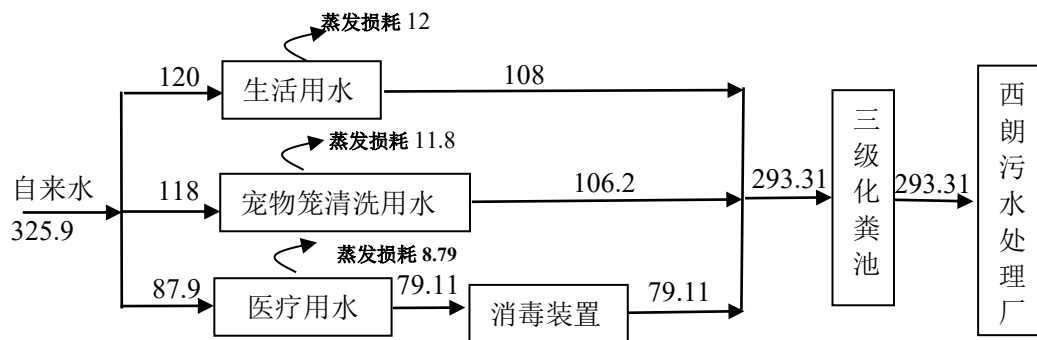 蒸发损耗 12
120
生活用水
108
蒸发损耗 11.8
自来水
325.9
118
宠物笼清洗用水
106.2
293.31
三级化粪池
293.31
西朗污水处理厂
蒸发损耗 8.79
87.9
医疗用水
79.11
消毒装置
79.11